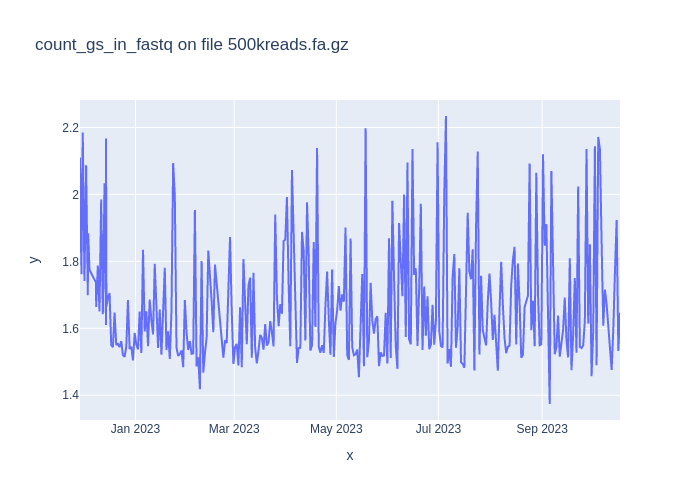 count_gs_in_fastq on file 500kreads.fa.gz
2.2
2
1.8
1.6
1.4
y
Jan 2023 Mar 2023 May 2023 Jul 2023 Sep 2023
x